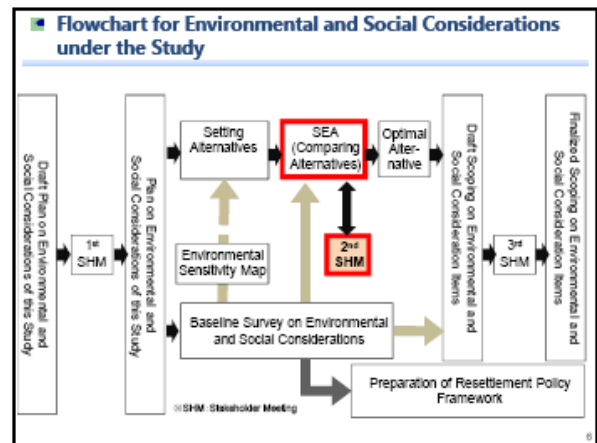 Flowchart for Environmental and Social Considerations
under the Study
Draft Plan on Environmental and
Social Considerations of this Study
1st
SHM
Plan on Environmental and
Social Considerations of this Study
Setting
Alternatives
SEA
(Comparing
Alternatives)
Optimal
Alter-
native
2nd
SHM
Environmental
Sensitivity Map
Baseline Survey on Environmental
and Social Considerations
Draft Scoping on Environmental and
Social Consideration Items
3rd
SHM
Finalized Scoping on Environmental and
Social Consideration Items
Preparation of Resettlement Policy
Framework
※SHM: Stakeholder Meeting
6